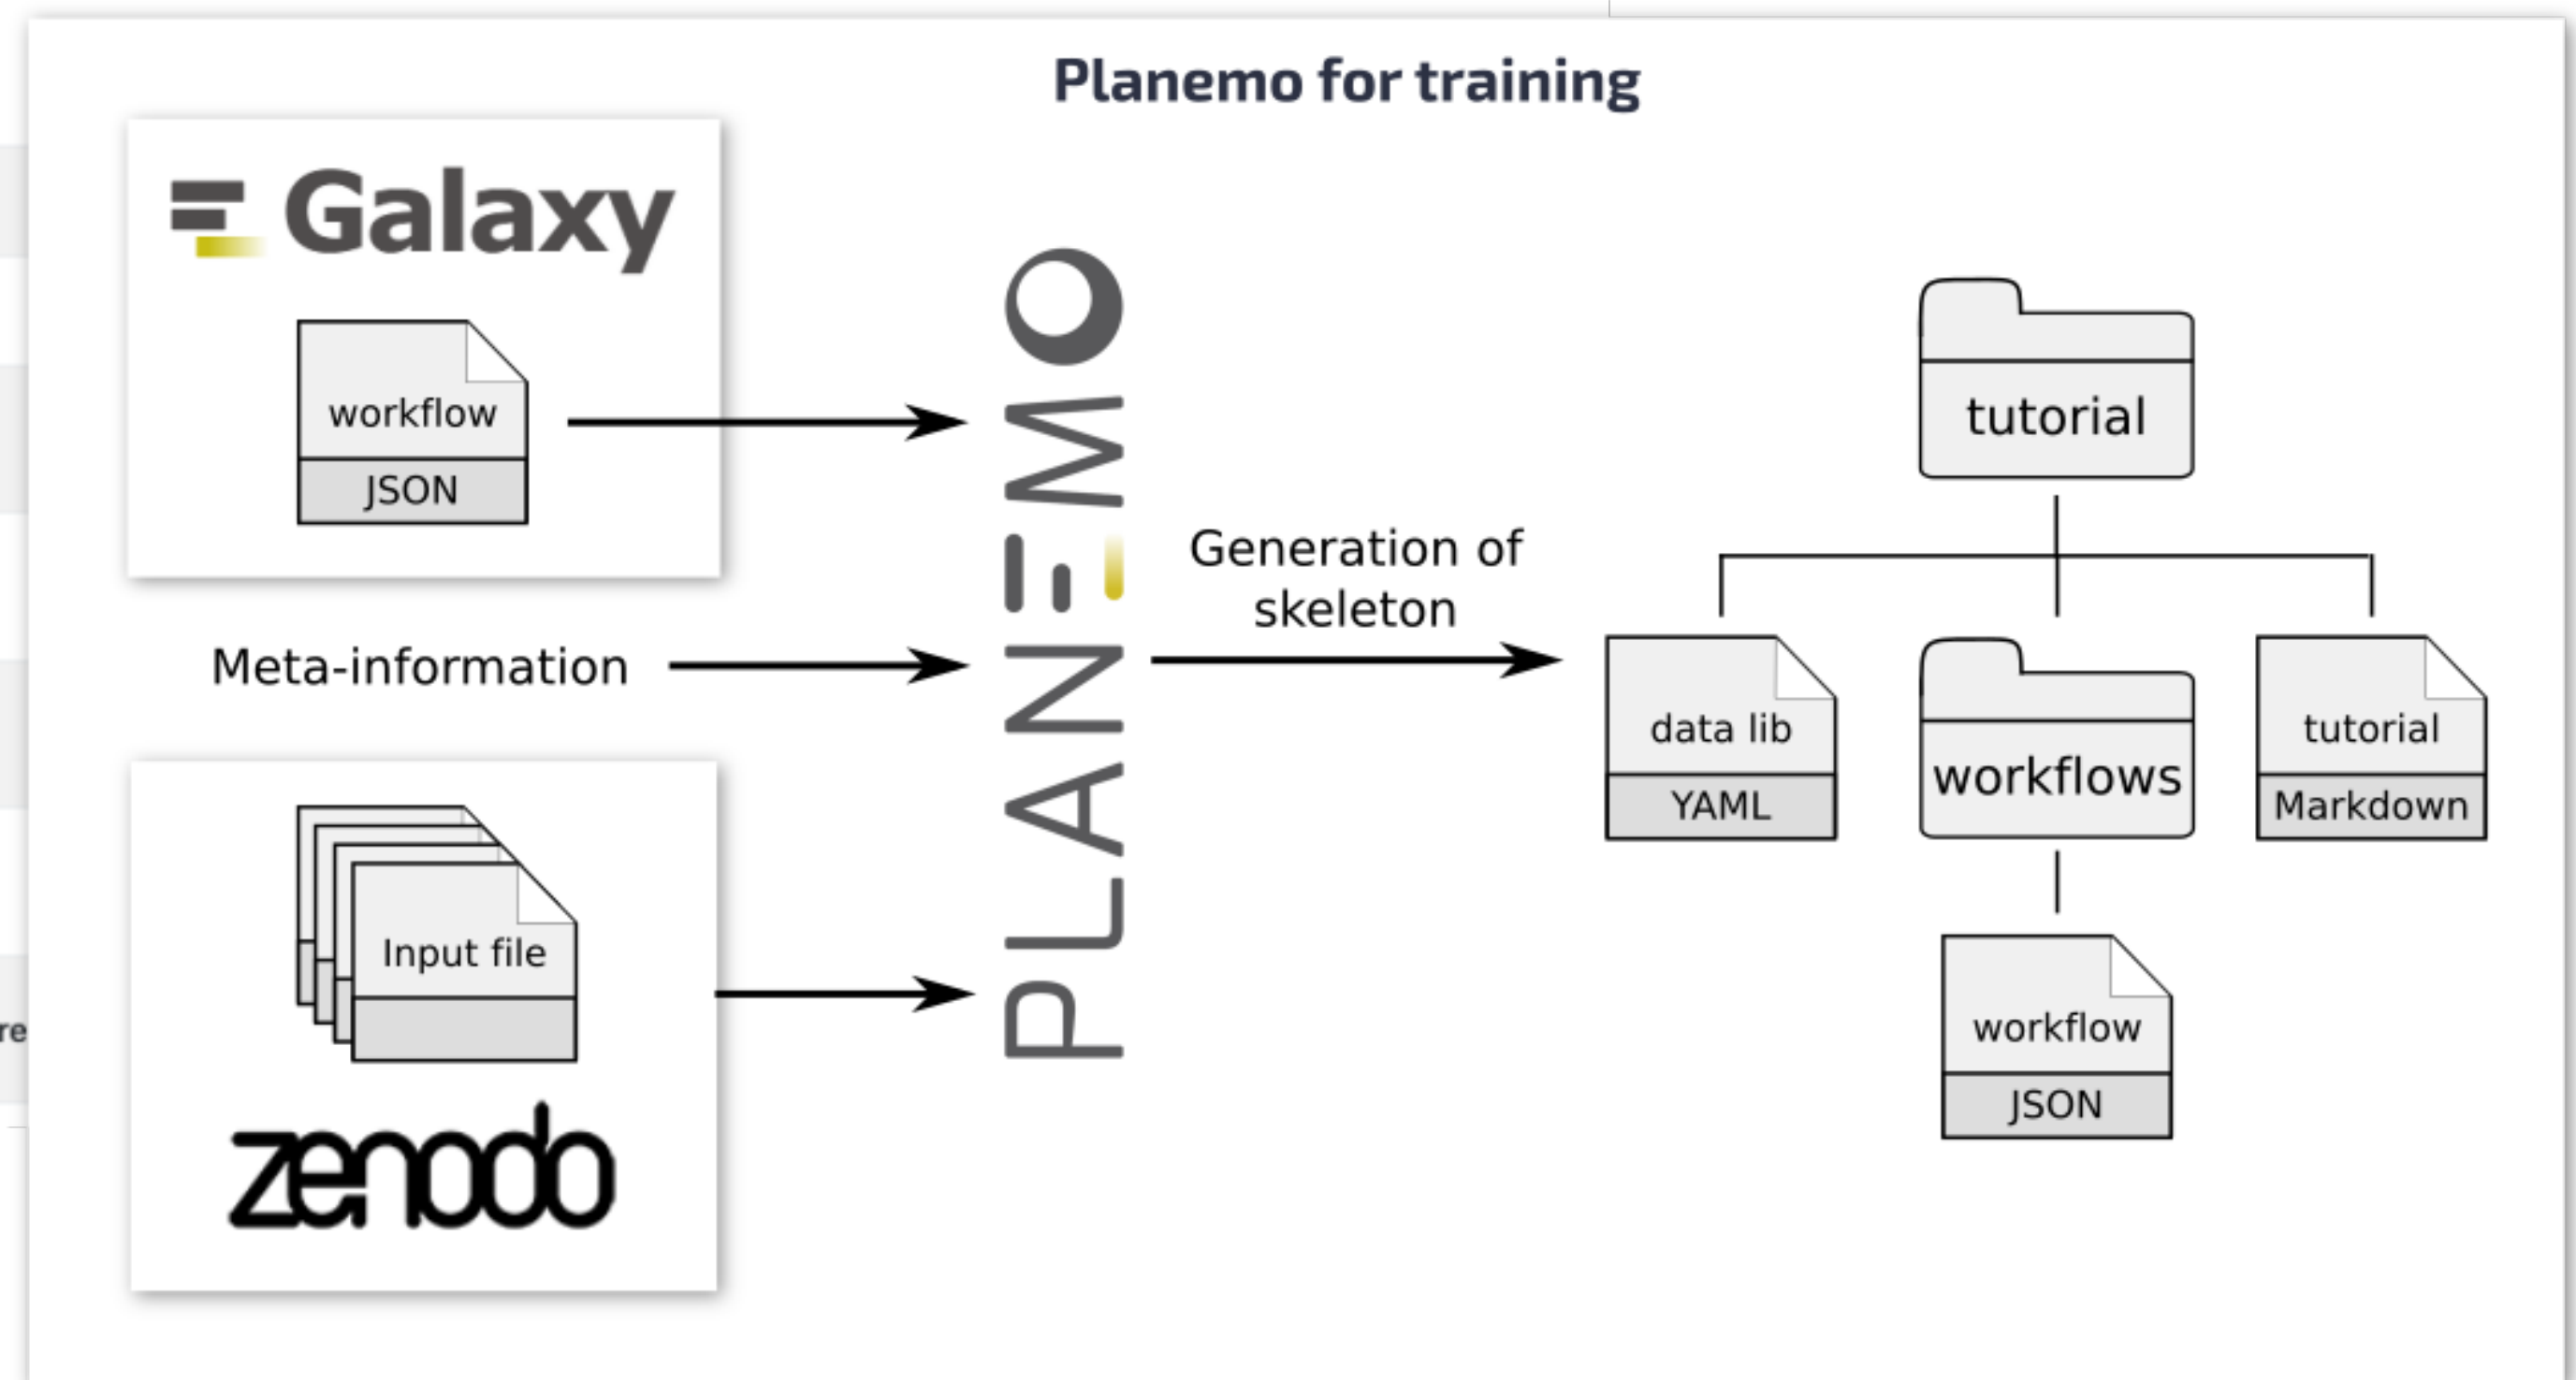 Planemo for training
Galaxy
workflow
JSON
Meta-information
Input file
zenodo
PLANEMO
Generation of
skeleton
tutorial
data lib
YAML
workflows
tutorial
Markdown
workflow
JSON
re